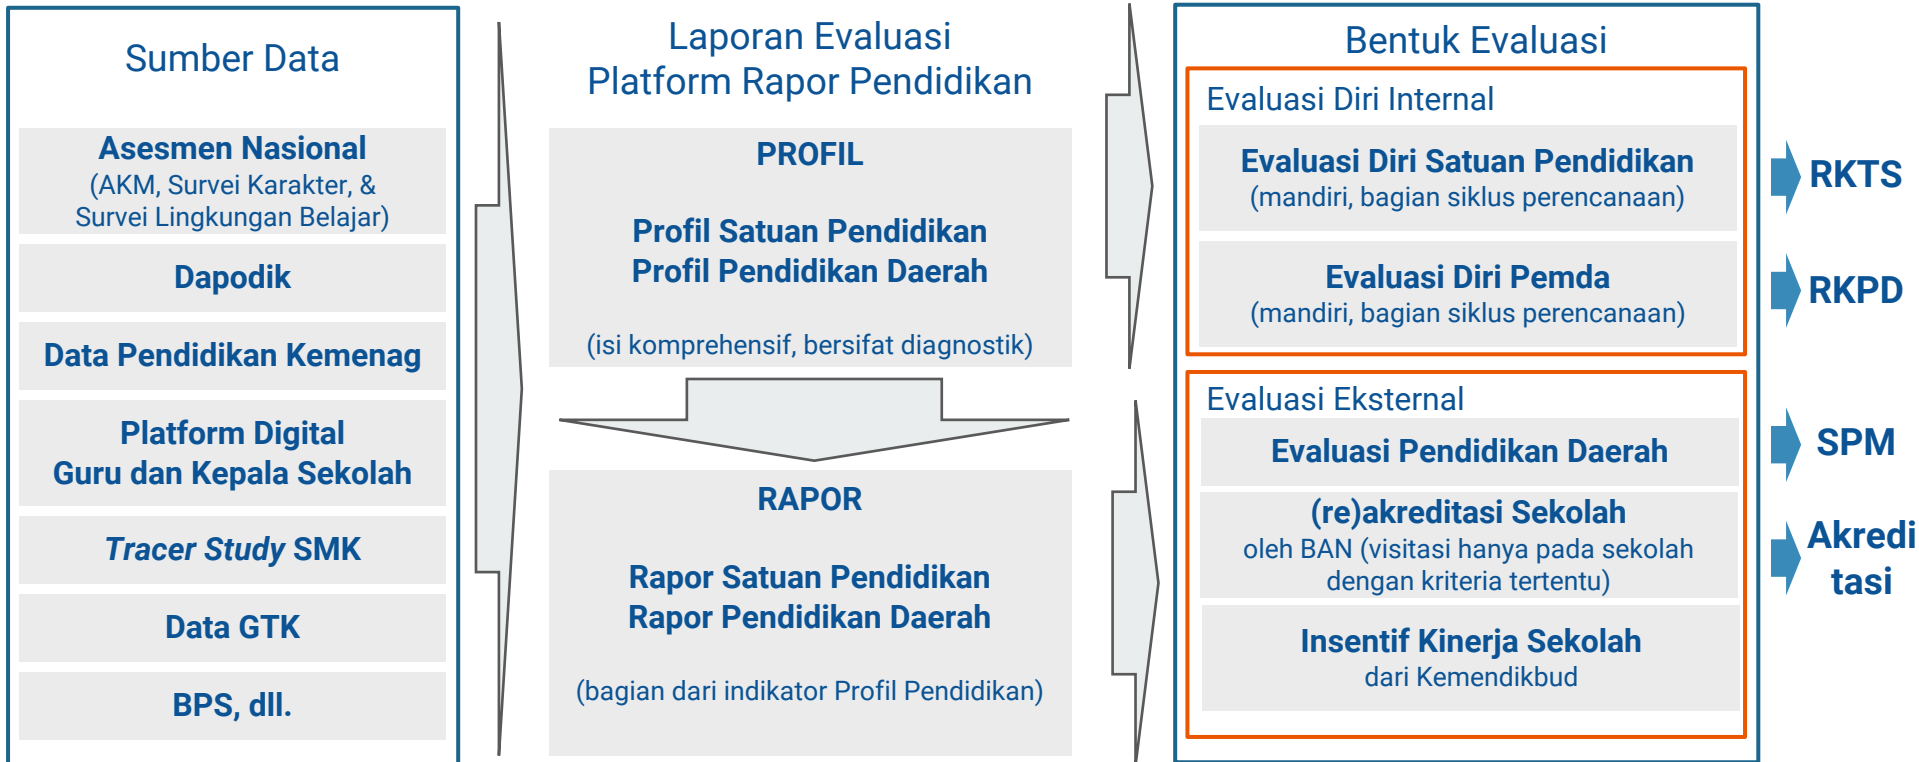 Sumber Data
Asesmen Nasional
(AKM, Survei Karakter, &
Survei Lingkungan Belajar)
Dapodik
Data Pendidikan Kemenag
Platform Digital
Guru dan Kepala Sekolah
Tracer Study SMK
Data GTK
BPS, dll.
Laporan Evaluasi
Platform Rapor Pendidikan
PROFIL
Profil Satuan Pendidikan
Profil Pendidikan Daerah
(isi komprehensif, bersifat diagnostik)
RAPOR
Rapor Satuan Pendidikan
Rapor Pendidikan Daerah
(bagian dari indikator Profil Pendidikan)
Bentuk Evaluasi
Evaluasi Diri Internal
Evaluasi Diri Satuan Pendidikan
(mandiri, bagian siklus perencanaan)
Evaluasi Diri Pemda
(mandiri, bagian siklus perencanaan)
Evaluasi Eksternal
Evaluasi Pendidikan Daerah
(re)akreditasi Sekolah
oleh BAN (visitasi hanya pada sekolah
dengan kriteria tertentu)
Insentif Kinerja Sekolah
dari Kemendikbud
RKTS
RKPD
SPM
Akredi
tasi